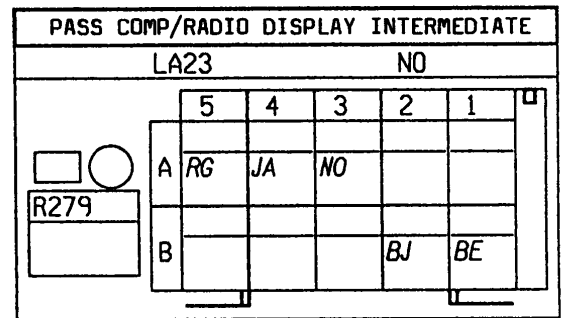 PASS COMP/RADIO DISPLAY INTERMEDIATE
LA23 NO
5 4 3 2 1
A RG JA NO
R279
B BJ BE